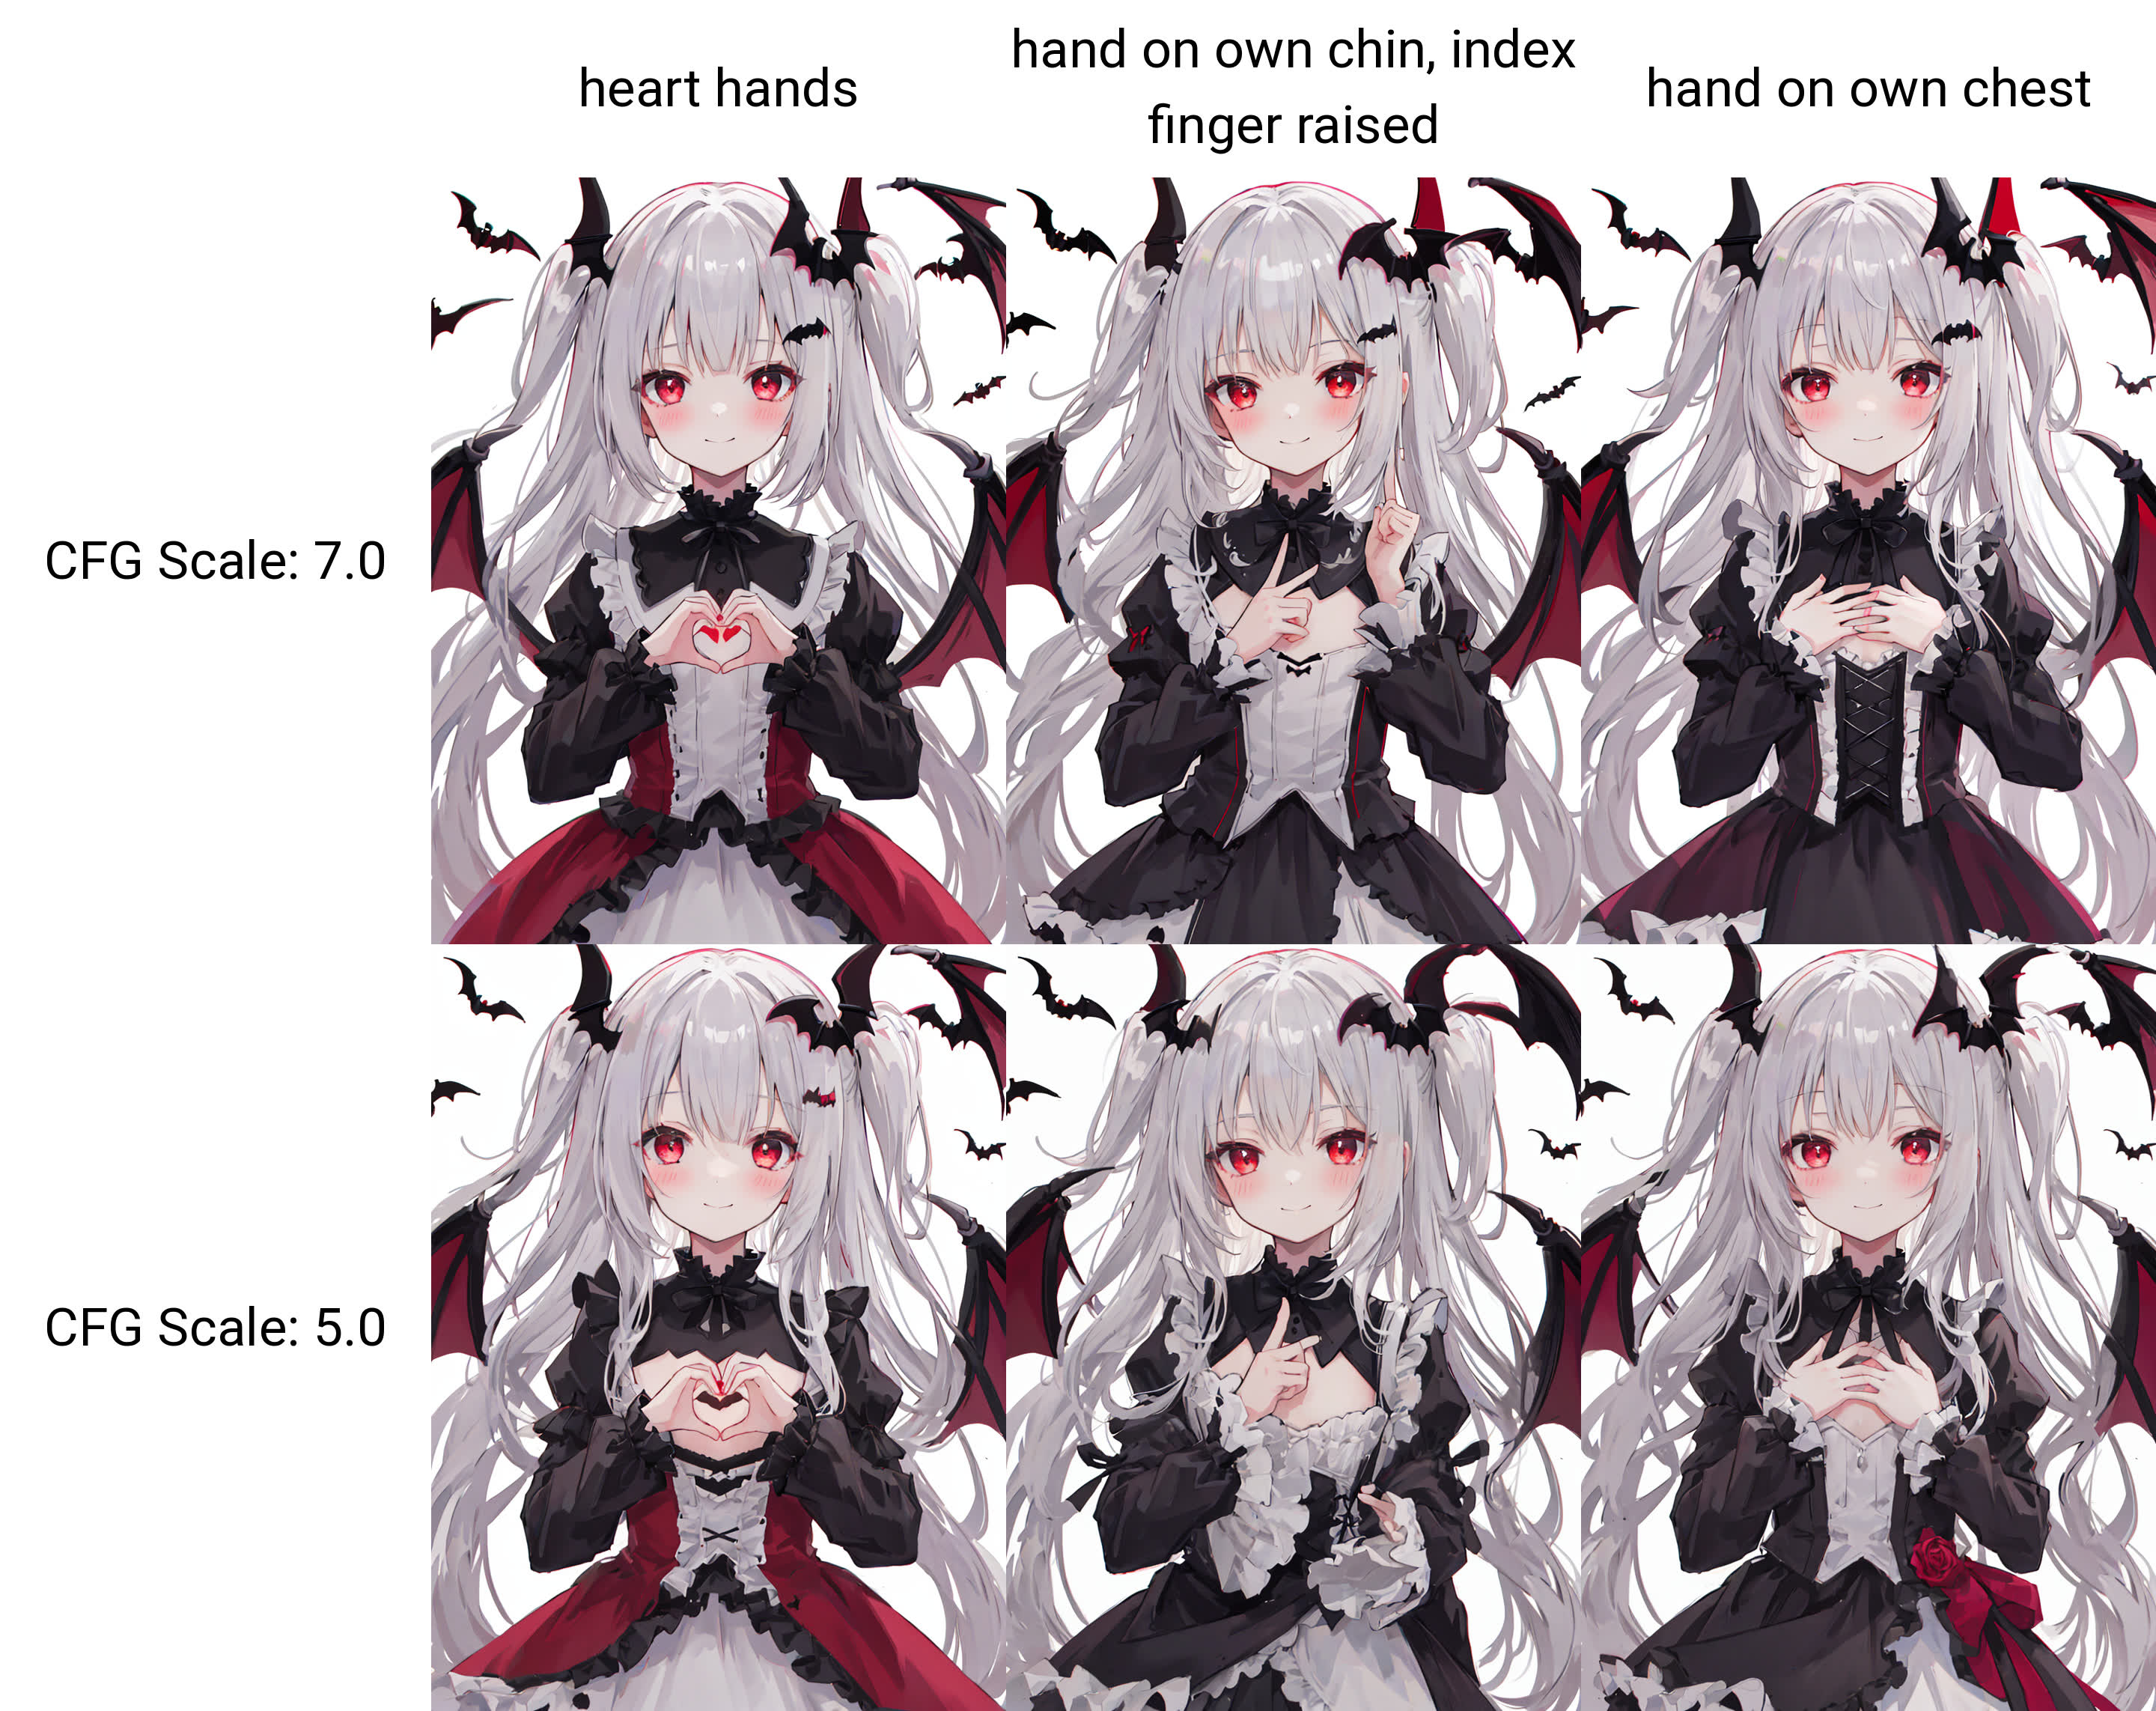 heart hands
hand on own chin, index
finger raised
hand on own chest
CFG Scale: 7.0
CFG Scale: 5.0